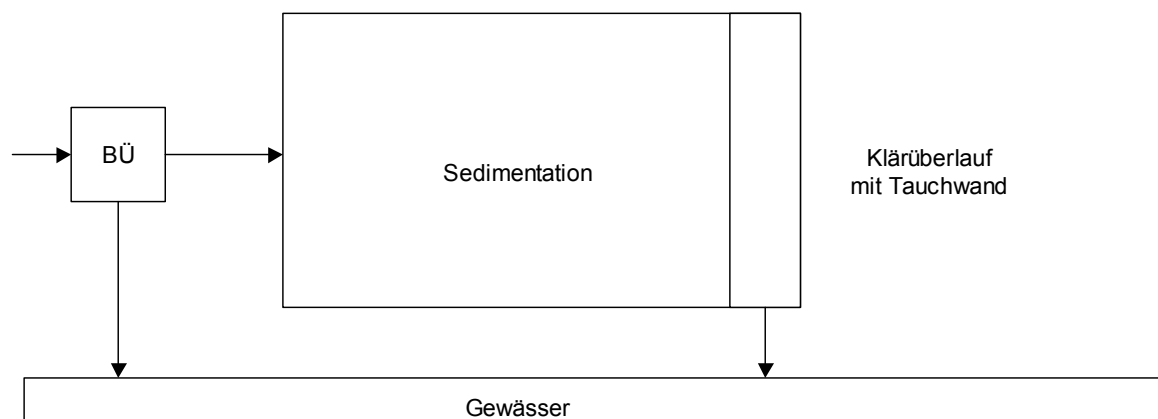 BÜ
Sedimentation
Klärüberlauf
mit Tauchwand
Gewässer